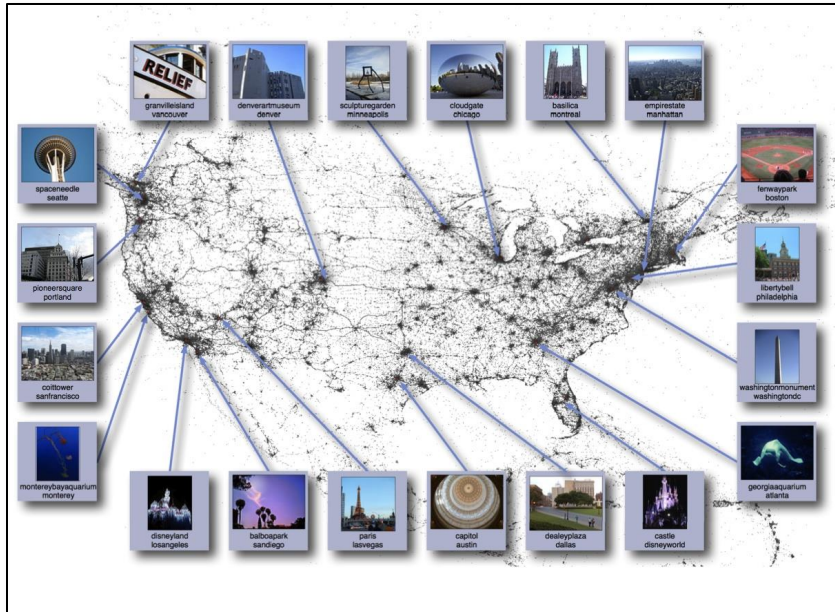 RELIEF
granvilleisland
vancouver
denverartmuseum
denver
sculpturegarden
minneapolis
cloudgate
chicago
basilica
montreal
empirestate
manhattan
spaceneedle
seatte
fenwaypark
boston
pioneersquare
portland
libertybell
philadelphia
coittower
sanfrancisco
washingtonmonument
washingtondc
montereybayaquarium
monterey
georgiaaquarium
atlanta
disneyland
losangeles
balboapark
sandiego
paris
lasvegas
capitol
austin
dealeyplaza
dallas
castle
disneyworld